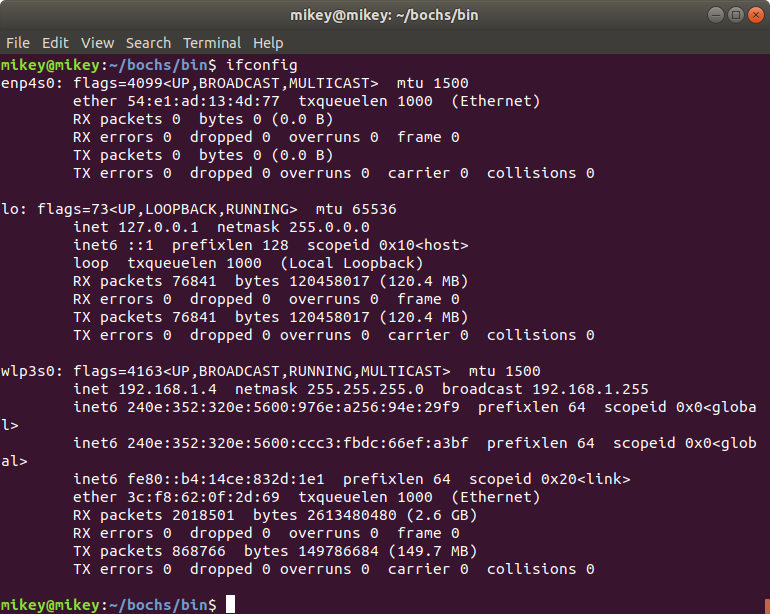 mikey@mikey: ~/bochs/bin
File Edit View Search Terminal Help
mikey@mikey:~/bochs/bin$ ifconfig
enp4s0: flags=4099<UP,BROADCAST,MULTICAST>  mtu 1500
        ether 54:e1:ad:13:4d:77  txqueuelen 1000  (Ethernet)
        RX packets 0  bytes 0 (0.0 B)
        RX errors 0  dropped 0  overruns 0  frame 0
        TX packets 0  bytes 0 (0.0 B)
        TX errors 0  dropped 0 overruns 0  carrier 0  collisions 0

lo: flags=73<UP,LOOPBACK,RUNNING>  mtu 65536
        inet 127.0.0.1  netmask 255.0.0.0
        inet6 ::1  prefixlen 128  scopeid 0x10<host>
        loop  txqueuelen 1000  (Local Loopback)
        RX packets 76841  bytes 120458017 (120.4 MB)
        RX errors 0  dropped 0  overruns 0  frame 0
        TX packets 76841  bytes 120458017 (120.4 MB)
        TX errors 0  dropped 0 overruns 0  carrier 0  collisions 0

wlp3s0: flags=4163<UP,BROADCAST,RUNNING,MULTICAST>  mtu 1500
        inet 192.168.1.4  netmask 255.255.255.0  broadcast 192.168.1.255
        inet6 240e:352:320e:5600:976e:a256:94e:29f9  prefixlen 64  scopeid 0x0<globa
l>
        inet6 240e:352:320e:5600:ccc3:fbdc:66ef:a3bf  prefixlen 64  scopeid 0x0<glob
al>
        inet6 fe80::b4:14ce:832d:1e1  prefixlen 64  scopeid 0x20<link>
        ether 3c:f8:62:0f:2d:69  txqueuelen 1000  (Ethernet)
        RX packets 2018501  bytes 2613480480 (2.6 GB)
        RX errors 0  dropped 0  overruns 0  frame 0
        TX packets 868766  bytes 149786684 (149.7 MB)
        TX errors 0  dropped 0 overruns 0  carrier 0  collisions 0

mikey@mikey:~/bochs/bin$